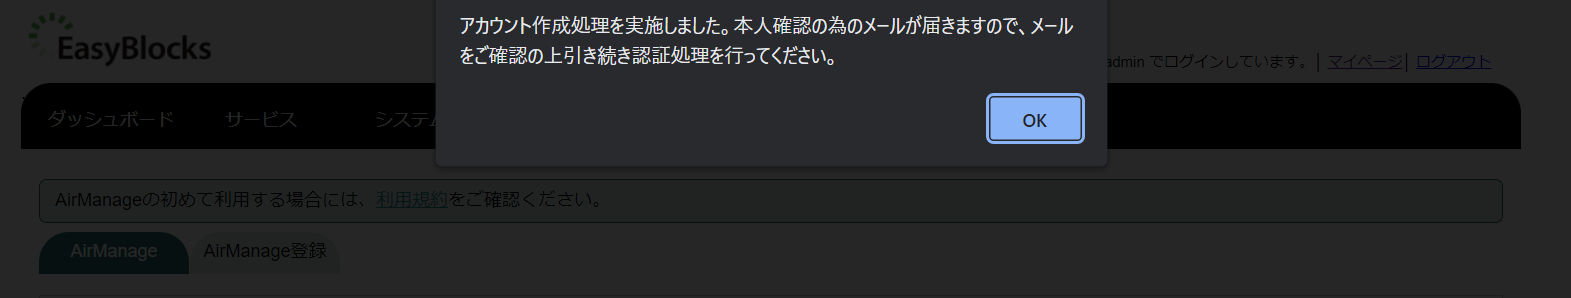 アカウント作成処理を実施しました。本人確認の為のメールが届きますので、メール
をご確認の上引き続き認証処理を行ってください。
OK
EasyBlocks
admin でログインしています。 | マイページ | ログアウト
ダッシュボード サービス システム
AirManageの初めて利用する場合には、利用規約をご確認ください。
AirManage AirManage登録